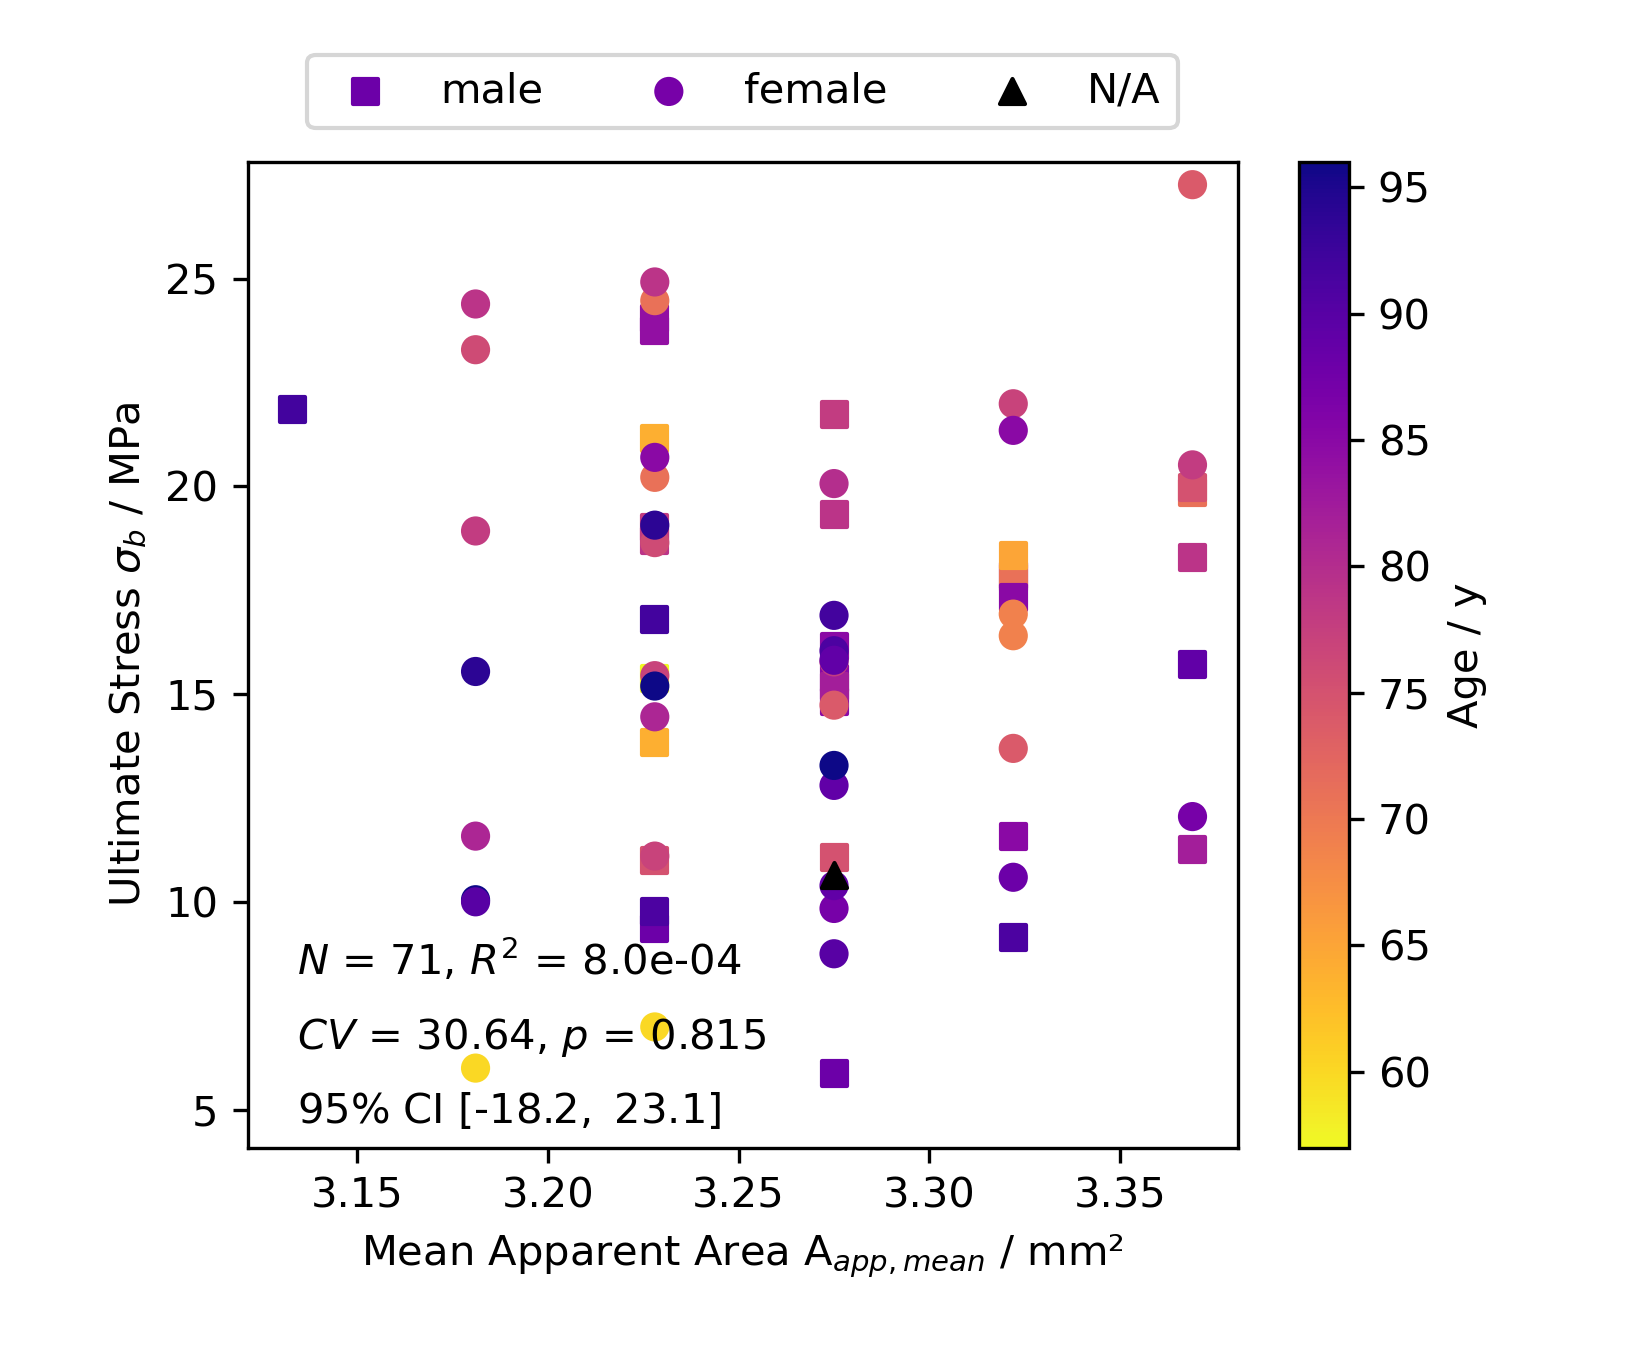 male female N/A
25
20
15
10
5
Ultimate Stress σb / MPa
N = 71, R² = 8.0e-04
CV = 30.64, p = 0.815
95% CI [-18.2, 23.1]
3.15 3.20 3.25 3.30 3.35
Mean Apparent Area Aapp,mean / mm²
95
90
85
80
75
70
65
60
Age / y